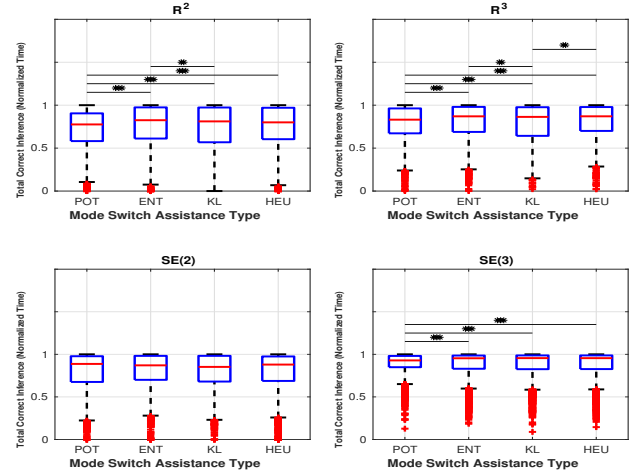 R²
R³
Total Correct Inference (Normalized Time)
1
0.5
0
POT
ENT
KL
HEU
Mode Switch Assistance Type
***
***
***
**
Total Correct Inference (Normalized Time)
1
0.5
0
POT
ENT
KL
HEU
Mode Switch Assistance Type
***
***
***
**
**
SE(2)
SE(3)
Total Correct Inference (Normalized Time)
1
0.5
0
POT
ENT
KL
HEU
Mode Switch Assistance Type
Total Correct Inference (Normalized Time)
1
0.5
0
POT
ENT
KL
HEU
Mode Switch Assistance Type
***
***
***